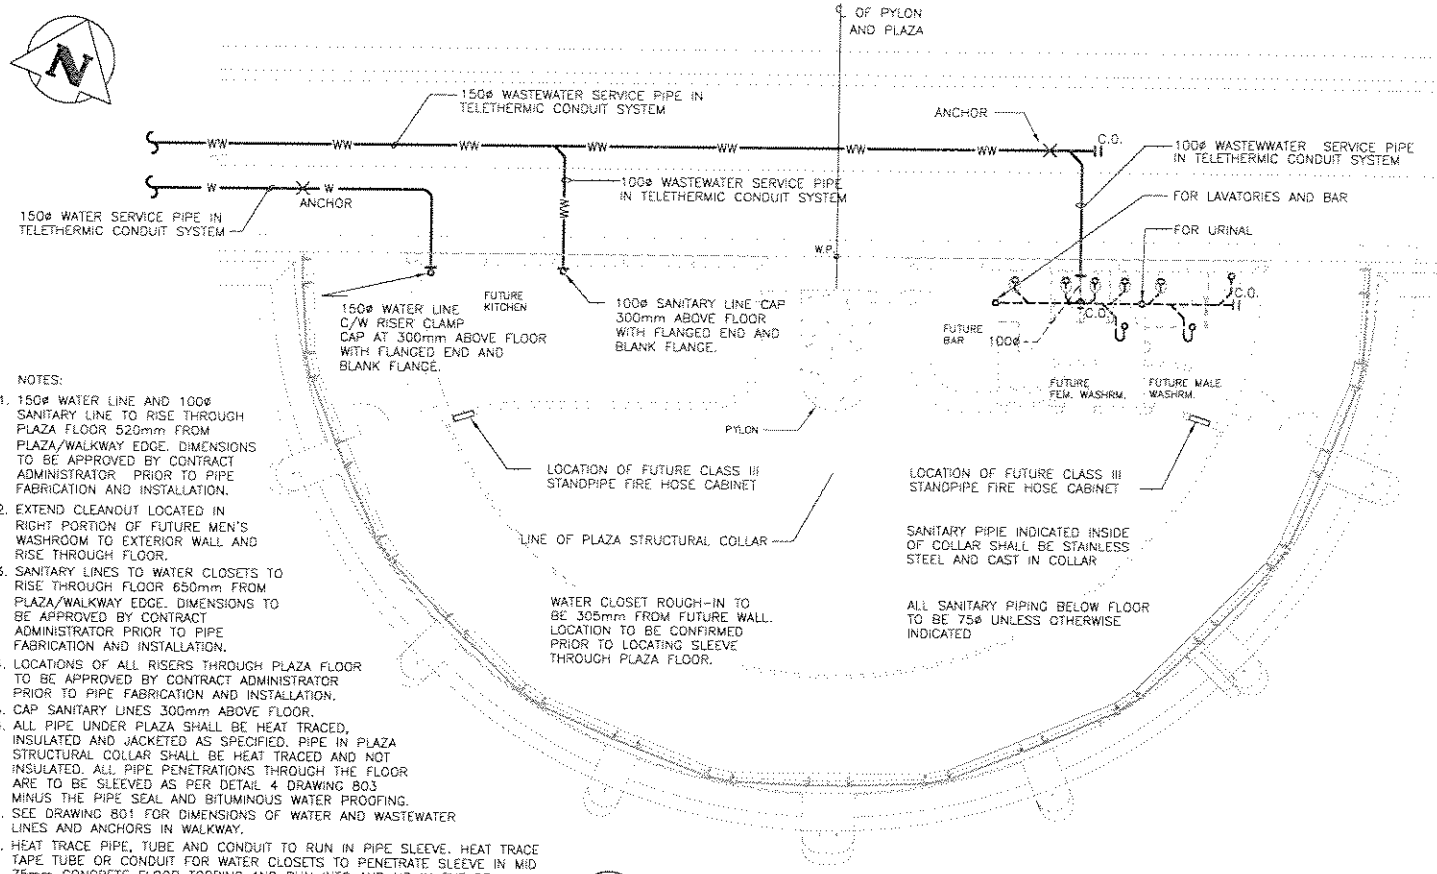 N
℄ OF PYLON
AND PLAZA
150ø WASTEWATER SERVICE PIPE IN
TELETHERMIC CONDUIT SYSTEM
ANCHOR
C.O.
WW WW WW WW WW WW WW
100ø WASTEWWATER SERVICE PIPE
IN TELETHERMIC CONDUIT SYSTEM
100ø WASTEWATER SERVICE PIPE
IN TELETHERMIC CONDUIT SYSTEM
WW
W W
ANCHOR
FOR LAVATORIES AND BAR
150ø WATER SERVICE PIPE IN
TELETHERMIC CONDUIT SYSTEM
FOR URINAL
W.P.
150ø WATER LINE
C/W RISER CLAMP
CAP AT 300mm ABOVE FLOOR
WITH FLANGED END AND
BLANK FLANGE.
FUTURE
KITCHEN
100ø SANITARY LINE CAP
300mm ABOVE FLOOR
WITH FLANGED END AND
BLANK FLANGE.
C.O.
C.O.
FUTURE
BAR
100ø
FUTURE
FEM. WASHRM.
FUTURE MALE
WASHRM.
PYLON
LOCATION OF FUTURE CLASS III
STANDPIPE FIRE HOSE CABINET
LOCATION OF FUTURE CLASS III
STANDPIPE FIRE HOSE CABINET
LINE OF PLAZA STRUCTURAL COLLAR
SANITARY PIPIE INDICATED INSIDE
OF COLLAR SHALL BE STAINLESS
STEEL AND CAST IN COLLAR
WATER CLOSET ROUGH-IN TO
BE 305mm FROM FUTURE WALL.
LOCATION TO BE CONFIRMED
PRIOR TO LOCATING SLEEVE
THROUGH PLAZA FLOOR.
ALL SANITARY PIPING BELOW FLOOR
TO BE 75ø UNLESS OTHERWISE
INDICATED
NOTES:
1. 150ø WATER LINE AND 100ø
SANITARY LINE TO RISE THROUGH
PLAZA FLOOR 520mm FROM
PLAZA/WALKWAY EDGE. DIMENSIONS
TO BE APPROVED BY CONTRACT
ADMINISTRATOR PRIOR TO PIPE
FABRICATION AND INSTALLATION.
2. EXTEND CLEANOUT LOCATED IN
RIGHT PORTION OF FUTURE MEN'S
WASHROOM TO EXTERIOR WALL AND
RISE THROUGH FLOOR.
SANITARY LINES TO WATER CLOSETS TO
RISE THROUGH FLOOR 650mm FROM
PLAZA/WALKWAY EDGE. DIMENSIONS TO
BE APPROVED BY CONTRACT
ADMINISTRATOR PRIOR TO PIPE
FABRICATION AND INSTALLATION.
LOCATIONS OF ALL RISERS THROUGH PLAZA FLOOR
TO BE APPROVED BY CONTRACT ADMINISTRATOR
PRIOR TO PIPE FABRICATION AND INSTALLATION.
CAP SANITARY LINES 300mm ABOVE FLOOR.
ALL PIPE UNDER PLAZA SHALL BE HEAT TRACED,
INSULATED AND JACKETED AS SPECIFIED. PIPE IN PLAZA
STRUCTURAL COLLAR SHALL BE HEAT TRACED AND NOT
INSULATED. ALL PIPE PENETRATIONS THROUGH THE FLOOR
ARE TO BE SLEEVED AS PER DETAIL 4 DRAWING 803
MINUS THE PIPE SEAL AND BITUMINOUS WATER PROOFING.
SEE DRAWING 801 FOR DIMENSIONS OF WATER AND WASTEWATER
LINES AND ANCHORS IN WALKWAY.
HEAT TRACE PIPE, TUBE AND CONDUIT TO RUN IN PIPE SLEEVE. HEAT TRACE
TAPE TUBE OR CONDUIT FOR WATER CLOSETS TO PENETRATE SLEEVE IN MID